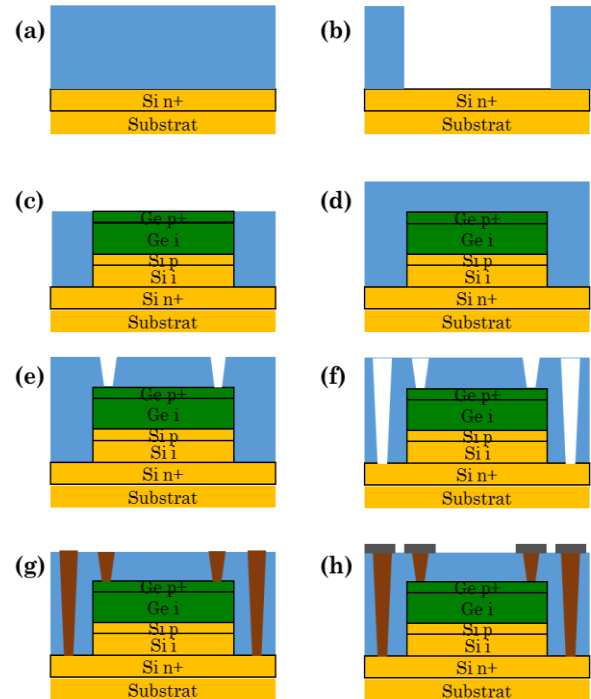 (a)
Si n+
Substrat
(b)
Si n+
Substrat
(c)
Ge p+
Ge i
Si p
Si i
Si n+
Substrat
(d)
Ge p+
Ge i
Si p
Si i
Si n+
Substrat
(e)
Ge p+
Ge i
Si p
Si i
Si n+
Substrat
(f)
Ge p+
Ge i
Si p
Si i
Si n+
Substrat
(g)
Ge p+
Ge i
Si p
Si i
Si n+
Substrat
(h)
Ge p+
Ge i
Si p
Si i
Si n+
Substrat